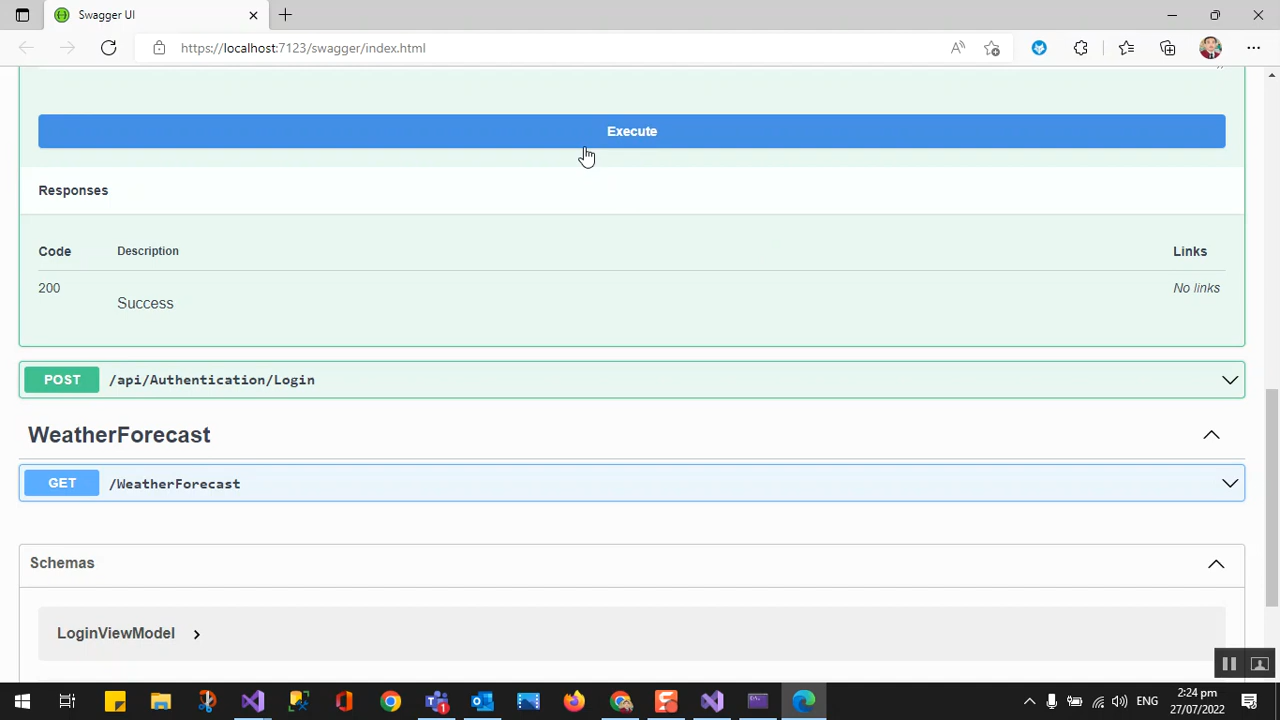 Swagger UI
https://localhost:7123/swagger/index.html
Execute
Responses
Code Description Links
200 Success No links
POST /api/Authentication/Login
WeatherForecast
GET /WeatherForecast
Schemas
LoginViewModel
ENG
2:24 pm
27/07/2022
1